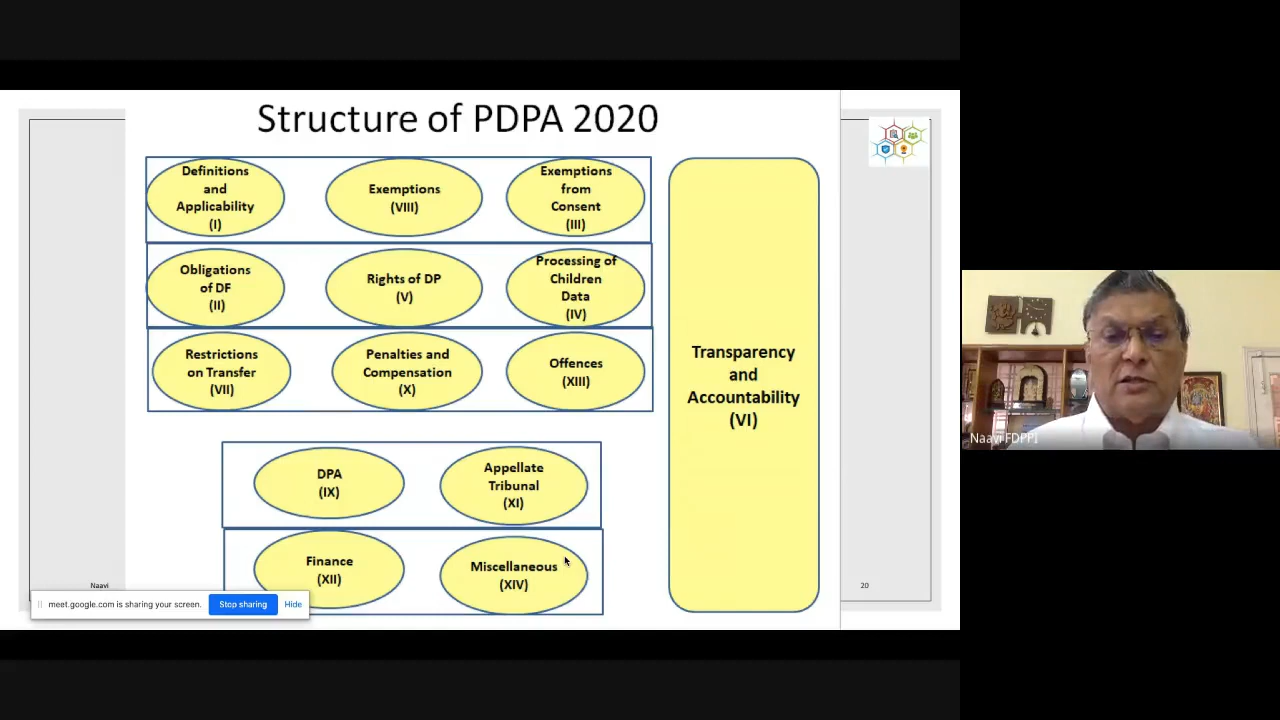 Structure of PDPA 2020
Definitions
and
Applicability
(I)
Exemptions
(VIII)
Exemptions
from
Consent
(III)
Obligations
of DF
(II)
Rights of DP
(V)
Processing of
Children
Data
(IV)
Restrictions
on Transfer
(VII)
Penalties and
Compensation
(X)
Offences
(XIII)
Transparency
and
Accountability
(VI)
DPA
(IX)
Appellate
Tribunal
(XI)
Finance
(XII)
Miscellaneous
(XIV)
Naavi
20
meet.google.com is sharing your screen.
Stop sharing
Hide
Naavi FDPPI